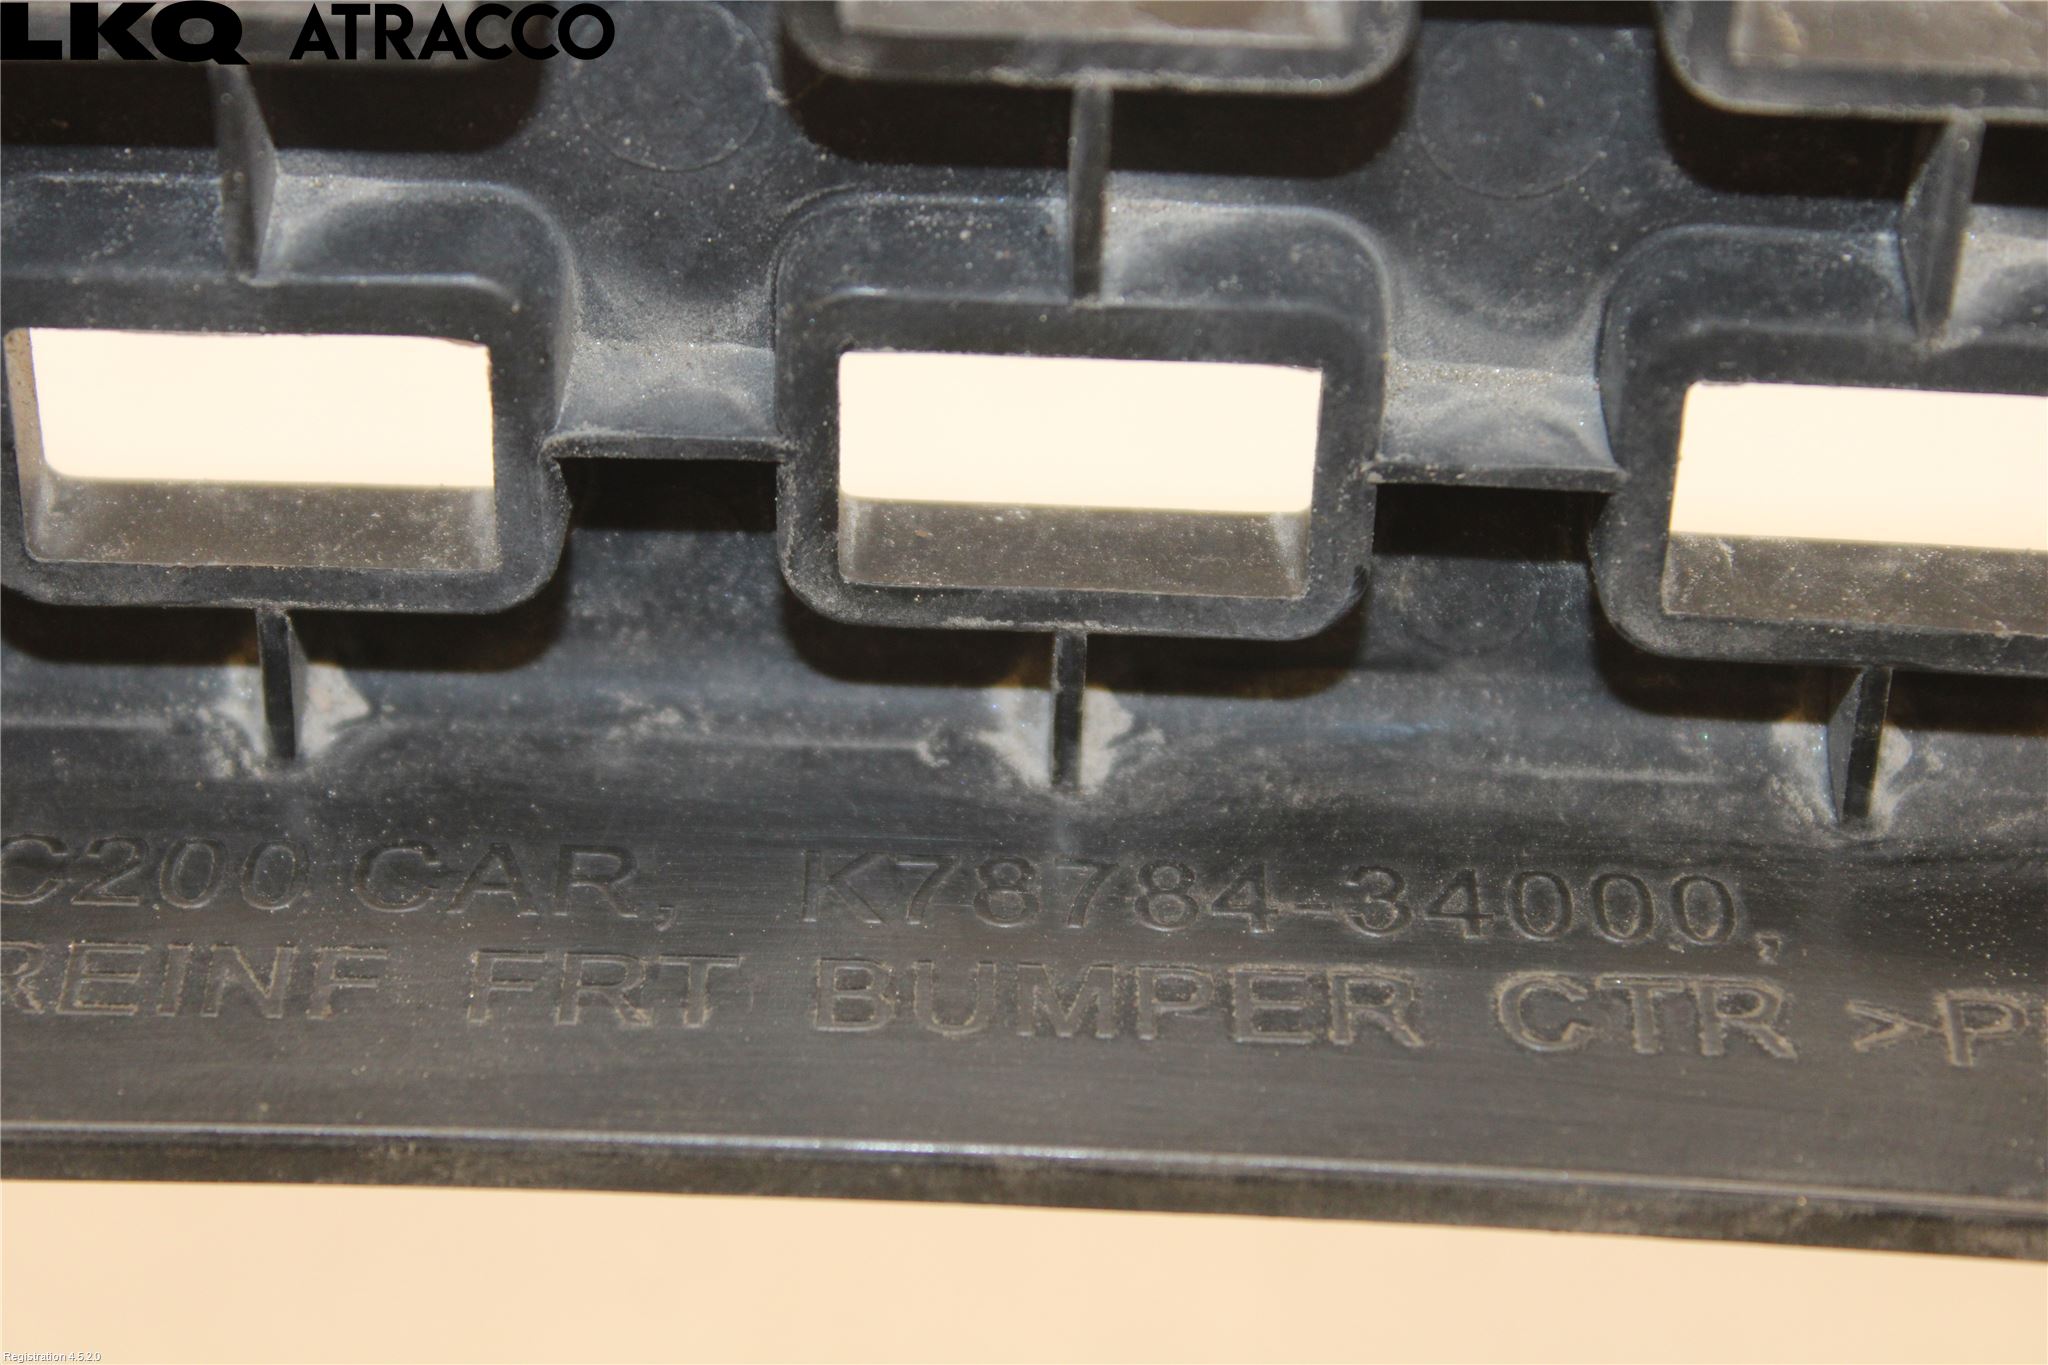 LKQ ATRACCO
C200 CAR, K78784-34000,
REINF FRT BUMPER CTR >P
Registration 4.5.2.0